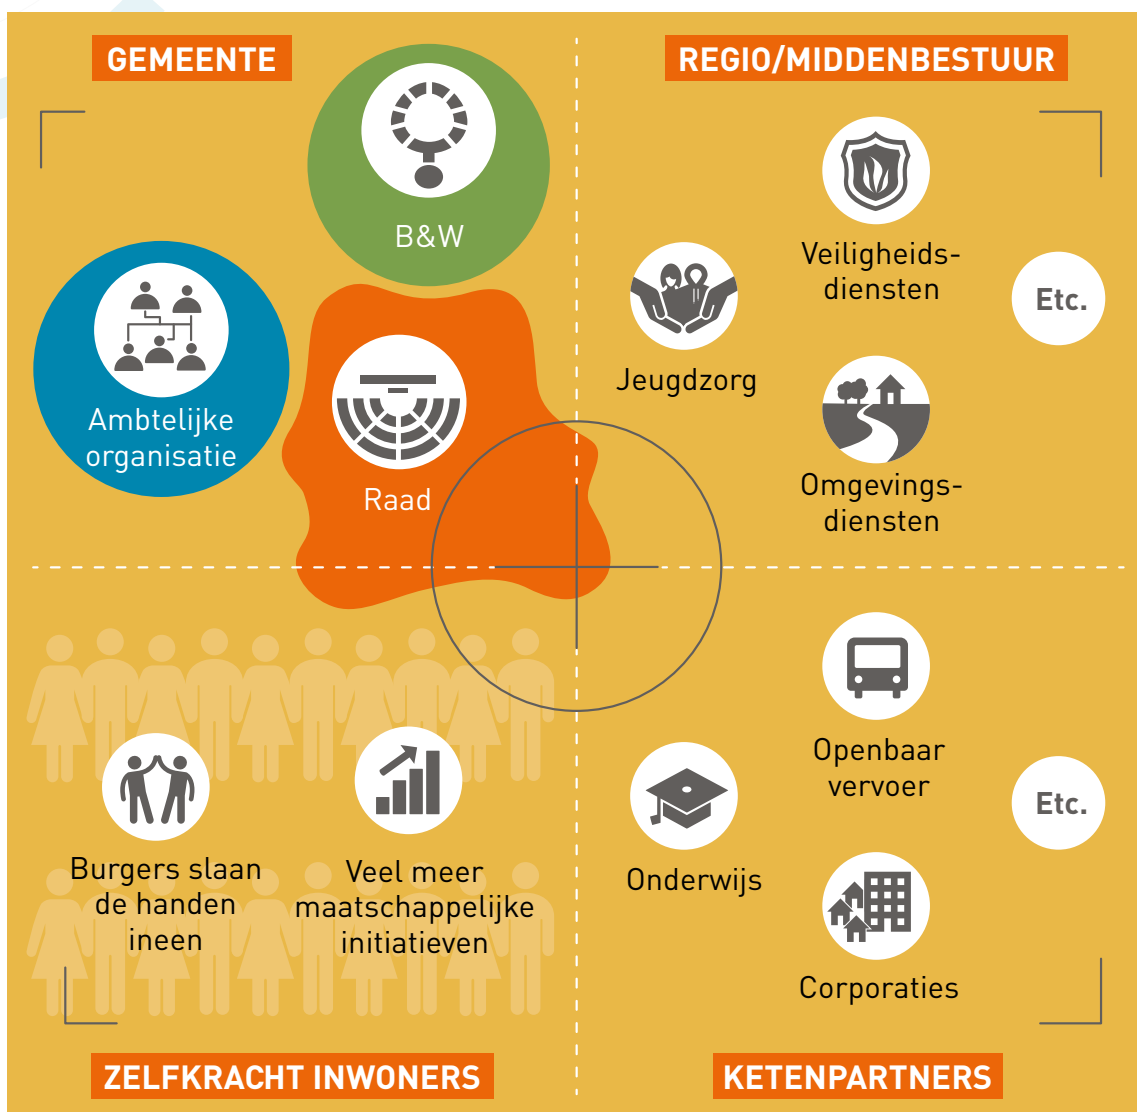 GEMEENTE
B&W
Ambtelijke
organisatie
Raad
REGIO/MIDDENBESTUUR
Veiligheids-
diensten
Jeugdzorg
Etc.
Omgevings-
diensten
Burgers slaan
de handen
ineen
Veel meer
maatschappelijke
initiatieven
ZELFKRACHT INWONERS
Openbaar
vervoer
Onderwijs
Etc.
Corporaties
KETENPARTNERS